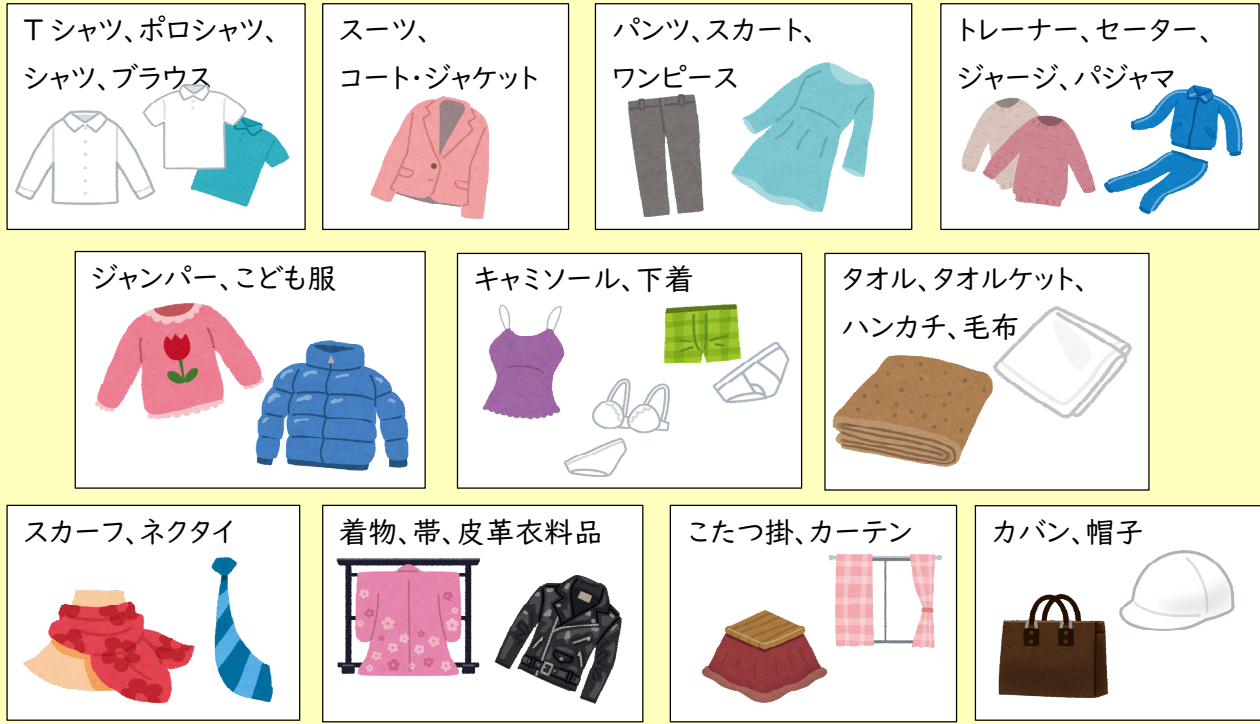 Tシャツ、ポロシャツ、
シャツ、ブラウス
スーツ、
コート・ジャケット
パンツ、スカート、
ワンピース
トレーナー、セーター、
ジャージ、パジャマ
ジャンパー、こども服
キャミソール、下着
タオル、タオルケット、
ハンカチ、毛布
スカーフ、ネクタイ
着物、帯、皮革衣料品
こたつ掛、カーテン
カバン、帽子